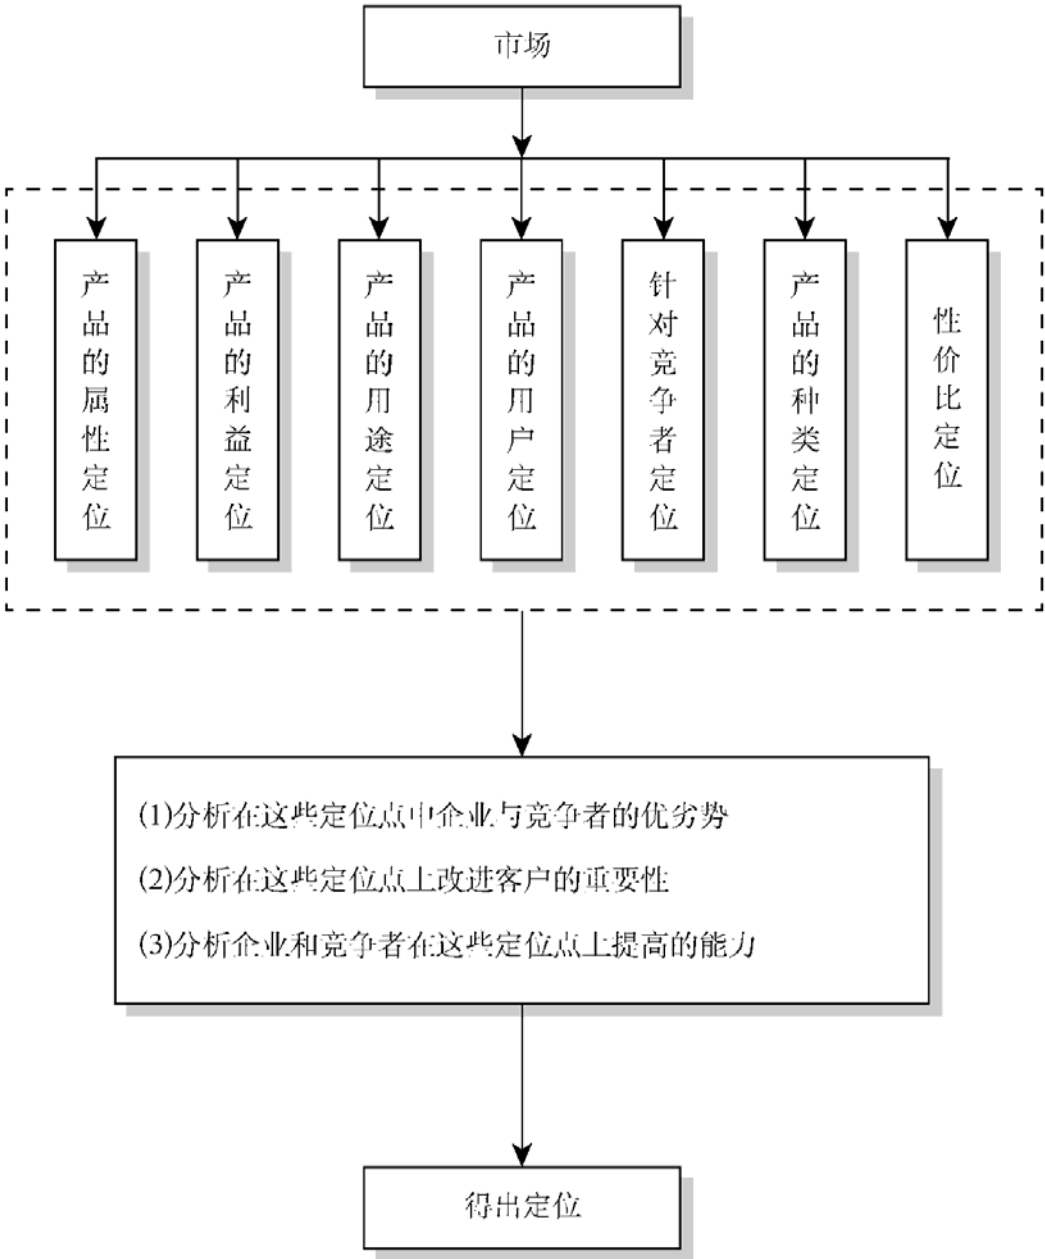 市场
产品的属性定位
产品的利益定位
产品的用途定位
产品的用户定位
针对竞争者定位
产品的种类定位
性价比定位
(1)分析在这些定位点中企业与竞争者的优劣势
(2)分析在这些定位点上改进客户的重要性
(3)分析企业和竞争者在这些定位点上提高的能力
得出定位